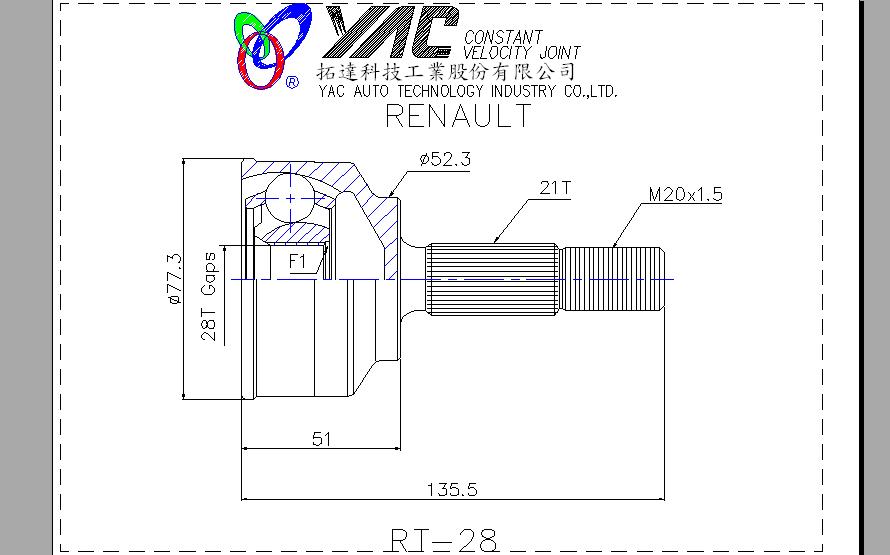 YAC CONSTANT
VELOCITY JOINT
®
拓達科技工業股份有限公司
YAC AUTO TECHNOLOGY INDUSTRY CO.,LTD.
RENAULT
ø52.3
21T
M20x1.5
F1
ø77.3
28T Gaps
51
135.5
RT-28